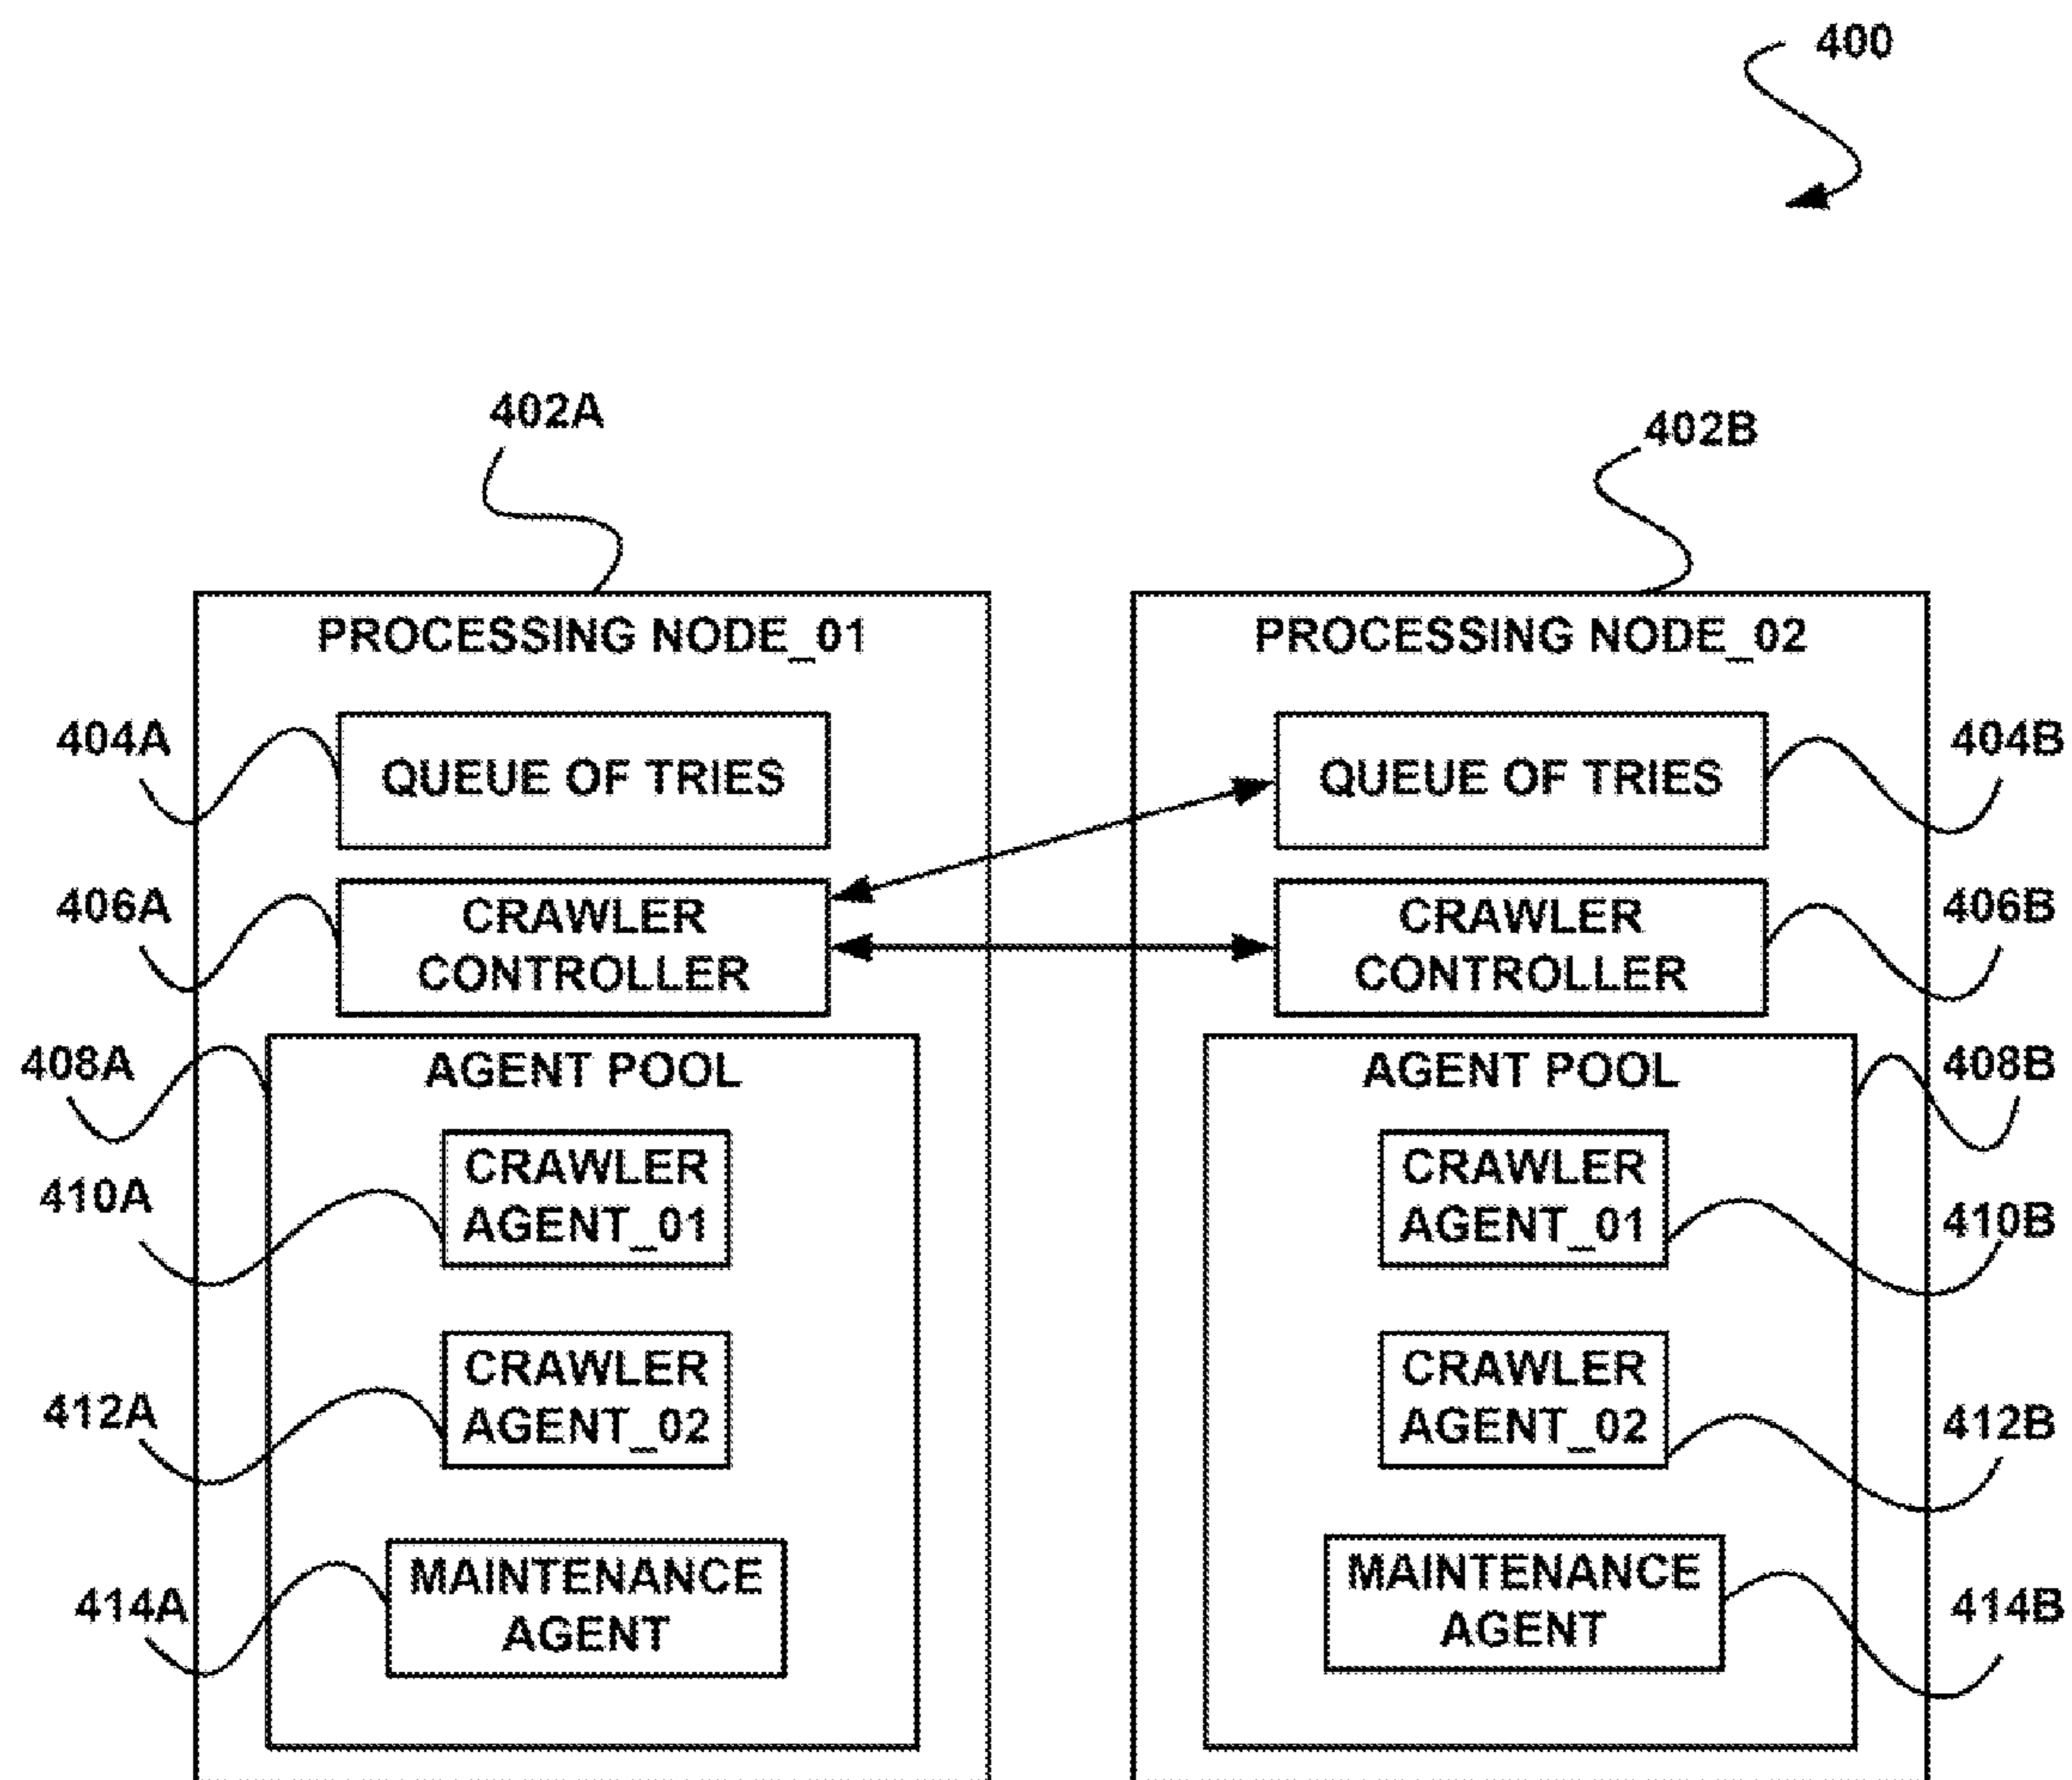 400
402A
402B
PROCESSING NODE_01
PROCESSING NODE_02
404A
QUEUE OF TRIES
QUEUE OF TRIES
404B
406A
CRAWLER
CONTROLLER
CRAWLER
CONTROLLER
406B
408A
AGENT POOL
AGENT POOL
408B
410A
CRAWLER
AGENT_01
CRAWLER
AGENT_01
410B
412A
CRAWLER
AGENT_02
CRAWLER
AGENT_02
412B
414A
MAINTENANCE
AGENT
MAINTENANCE
AGENT
414B